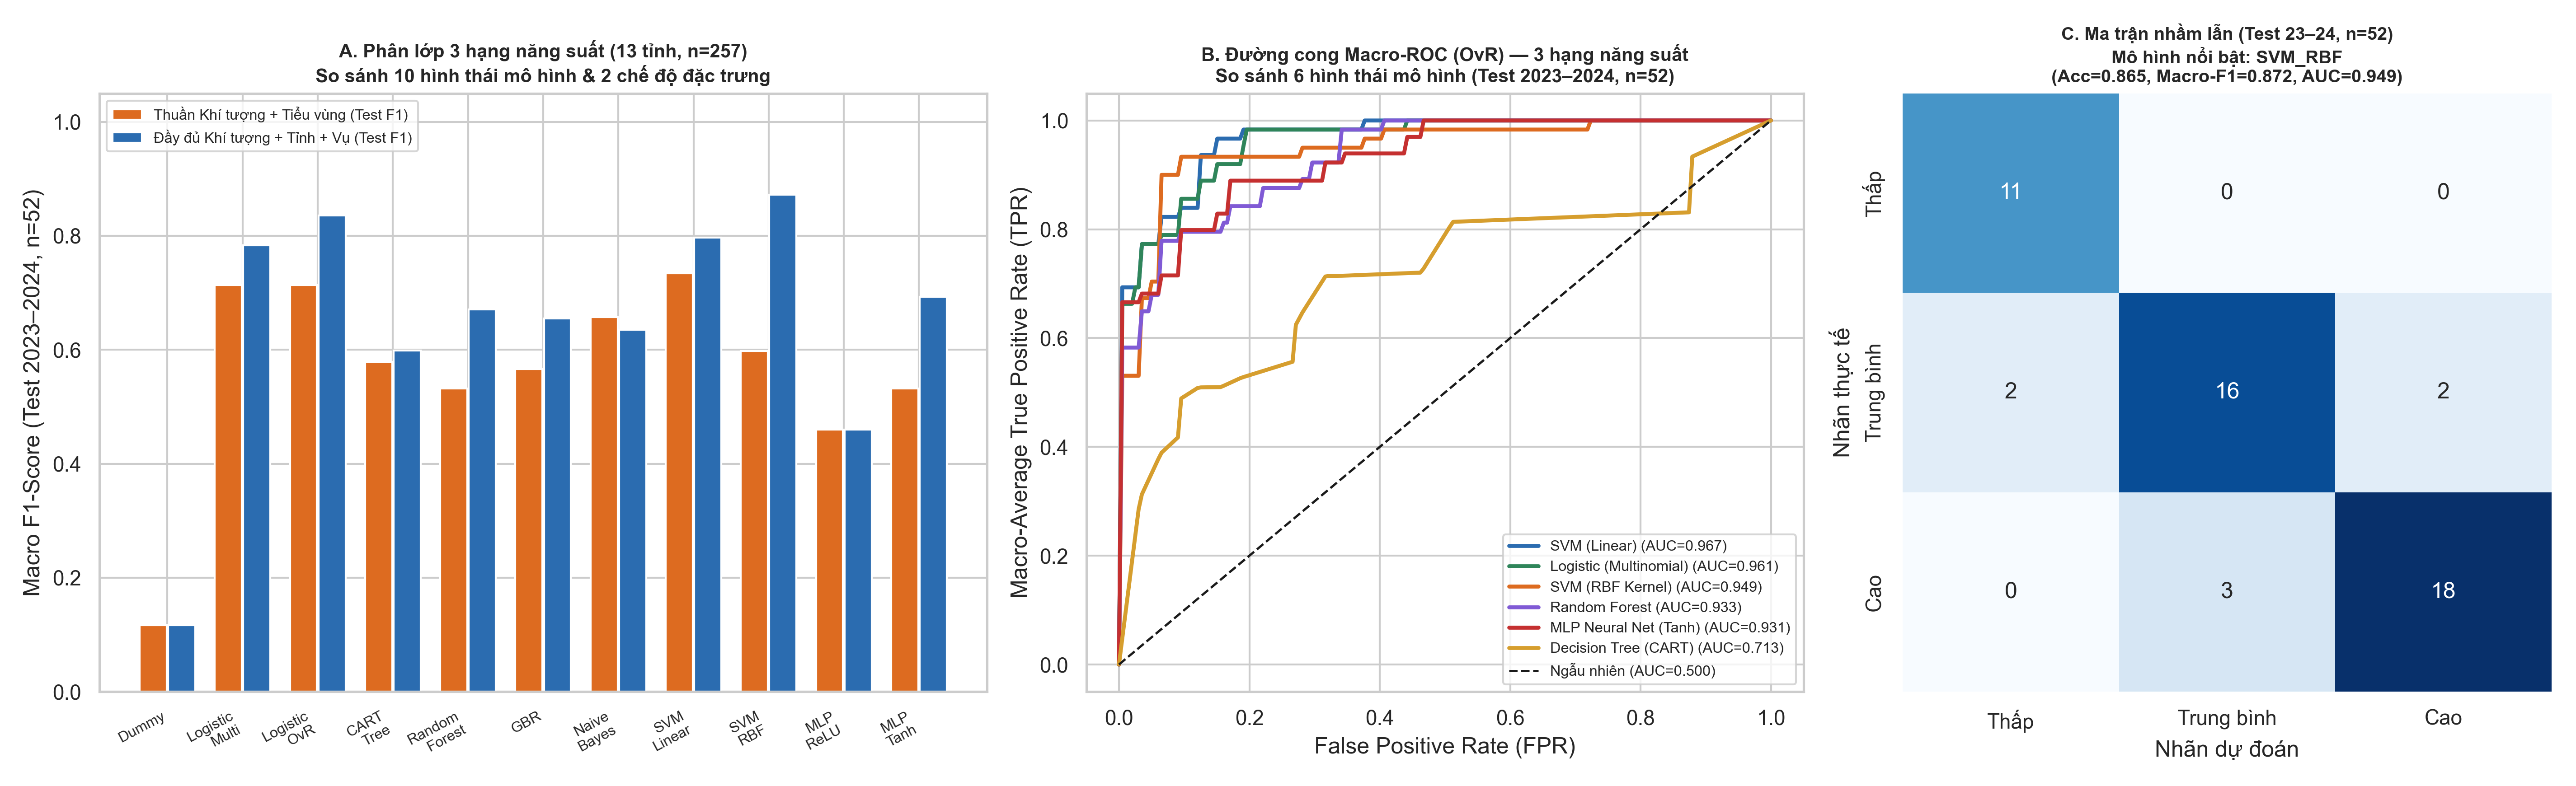 A. Phân lớp 3 hạng năng suất (13 tỉnh, n=257)
So sánh 10 hình thái mô hình & 2 chế độ đặc trưng
Thuần Khí tượng + Tiểu vùng (Test F1)
Đầy đủ Khí tượng + Tỉnh + Vụ (Test F1)
Macro F1-Score (Test 2023–2024, n=52)
1.0
0.8
0.6
0.4
0.2
0.0
Dummy
Logistic
Multi
Logistic
OvR
CART
Tree
Random
Forest
GBR
Naive
Bayes
SVM
Linear
SVM
RBF
MLP
ReLU
MLP
Tanh
B. Đường cong Macro-ROC (OvR) — 3 hạng năng suất
So sánh 6 hình thái mô hình (Test 2023–2024, n=52)
Macro-Average True Positive Rate (TPR)
1.0
0.8
0.6
0.4
0.2
0.0
SVM (Linear) (AUC=0.967)
Logistic (Multinomial) (AUC=0.961)
SVM (RBF Kernel) (AUC=0.949)
Random Forest (AUC=0.933)
MLP Neural Net (Tanh) (AUC=0.931)
Decision Tree (CART) (AUC=0.713)
Ngẫu nhiên (AUC=0.500)
0.0 0.2 0.4 0.6 0.8 1.0
False Positive Rate (FPR)
C. Ma trận nhầm lẫn (Test 23–24, n=52)
Mô hình nổi bật: SVM_RBF
(Acc=0.865, Macro-F1=0.872, AUC=0.949)
Nhãn thực tế
Thấp
11 0 0
Trung bình
2 16 2
Cao
0 3 18
Thấp Trung bình Cao
Nhãn dự đoán